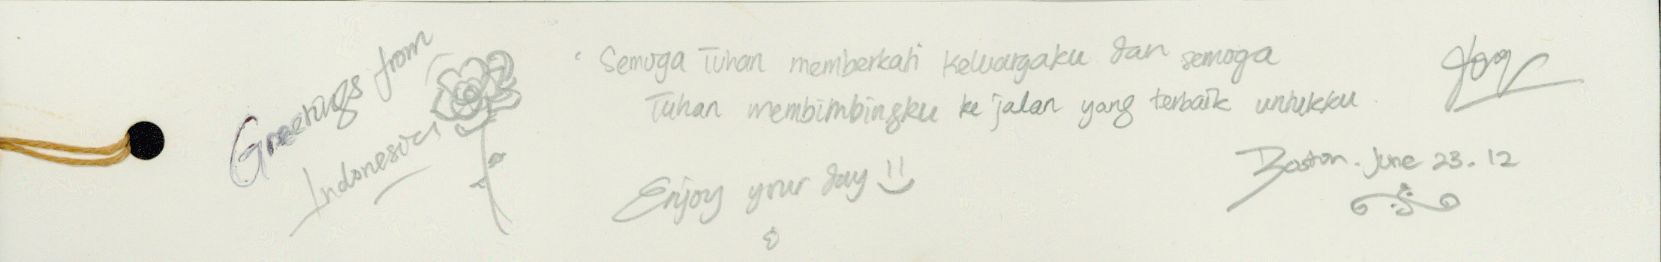 Greetings from
Indonesia
Semoga Tuhan memberkati keluargaku dan semoga
Tuhan membimbingku ke jalan yang terbaik untukku.
Enjoy your day
Boston. June 23. 12